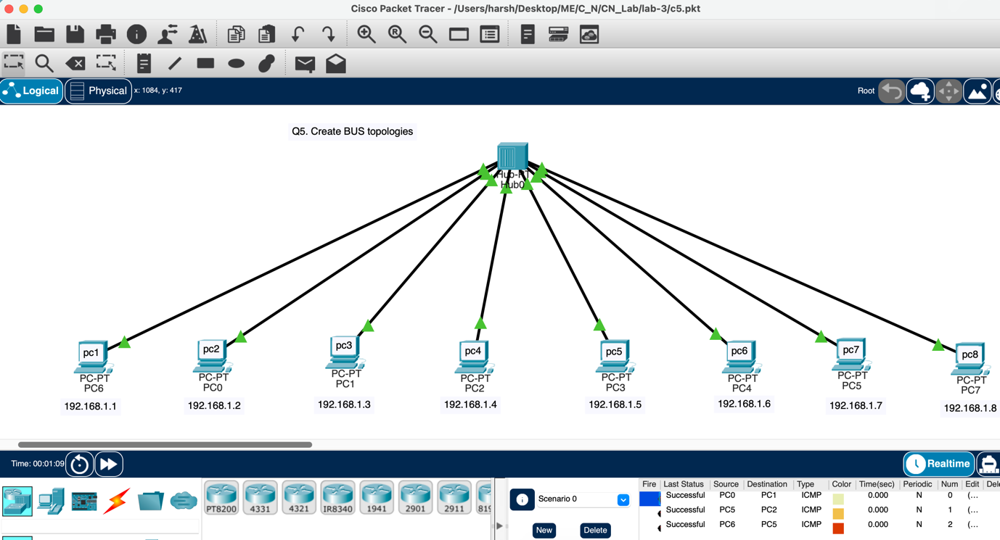 Cisco Packet Tracer - /Users/harsh/Desktop/ME/C_N/CN_Lab/lab-3/c5.pkt
Logical Physical x: 1084, y: 417 Root
Q5. Create BUS topologies
Hub-PT
Hub0
pc1 pc2 pc3 pc4 pc5 pc6 pc7 pc8
PC-PT PC-PT PC-PT PC-PT PC-PT PC-PT PC-PT PC-PT
PC6 PC0 PC1 PC2 PC3 PC4 PC5 PC7
192.168.1.1 192.168.1.2 192.168.1.3 192.168.1.4 192.168.1.5 192.168.1.6 192.168.1.7 192.168.1.8
Time: 00:01:09 Realtime
PT8200 4331 4321 IR8340 1941 2901 2911 819
Scenario 0
New Delete
Fire Last Status Source Destination Type Color Time(sec) Periodic Num Edit Dele
Successful PC0 PC1 ICMP 0.000 N 0 (...
Successful PC5 PC2 ICMP 0.000 N 1 (...
Successful PC6 PC5 ICMP 0.000 N 2 (...